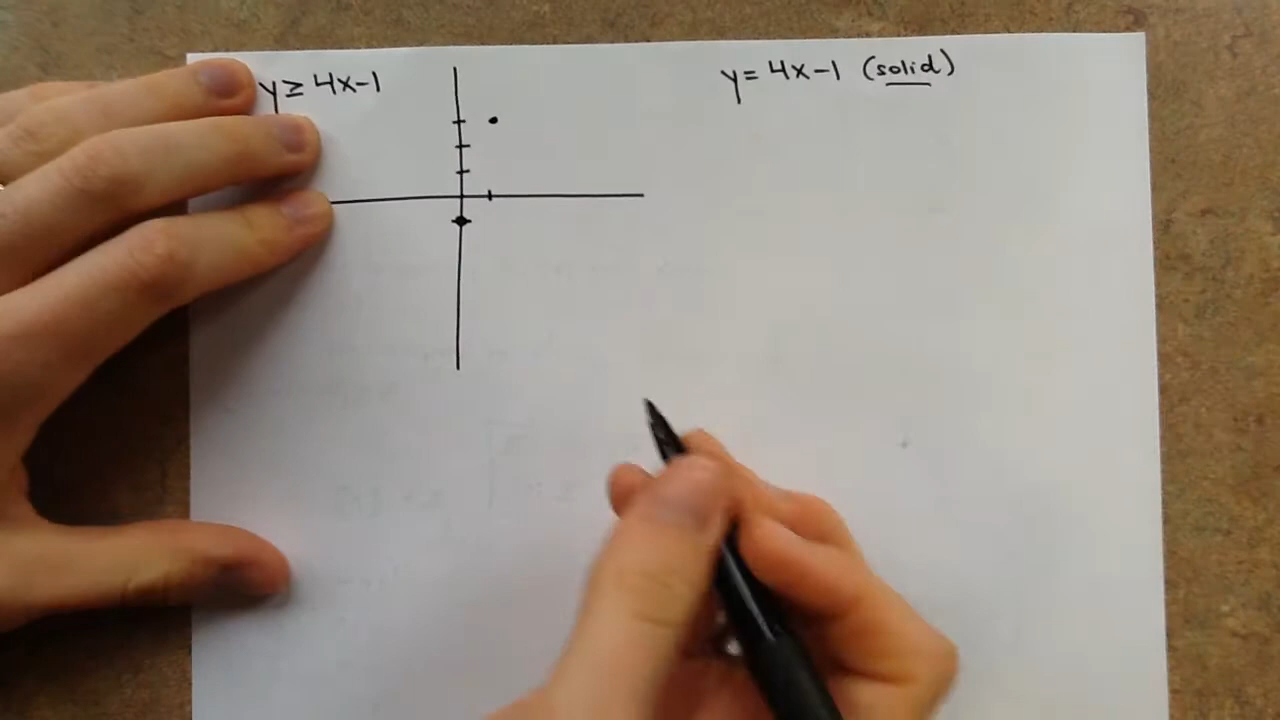 y ≥ 4x-1
y = 4x-1 (solid)